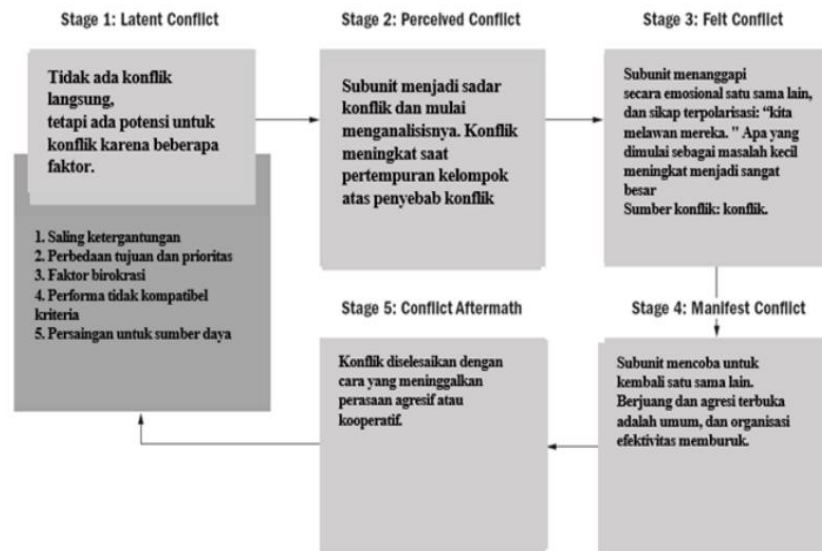 Stage 1: Latent Conflict
Tidak ada konflik
langsung,
tetapi ada potensi untuk
konflik karena beberapa
faktor.
1. Saling ketergantungan
2. Perbedaan tujuan dan prioritas
3. Faktor birokrasi
4. Performa tidak kompatibel
kriteria
5. Persaingan untuk sumber daya
Stage 2: Perceived Conflict
Subunit menjadi sadar
konflik dan mulai
menganalisisnya. Konflik
meningkat saat
pertempuran kelompok
atas penyebab konflik
Stage 3: Felt Conflict
Subunit menanggapi
secara emosional satu sama lain,
dan sikap terpolarisasi: “kita
melawan mereka. ” Apa yang
dimulai sebagai masalah kecil
meningkat menjadi sangat
besar
Sumber konflik: konflik.
Stage 4: Manifest Conflict
Subunit mencoba untuk
kembali satu sama lain.
Berjuang dan agresi terbuka
adalah umum, dan organisasi
efektivitas memburuk.
Stage 5: Conflict Aftermath
Konflik diselesaikan dengan
cara yang meninggalkan
perasaan agresif atau
kooperatif.